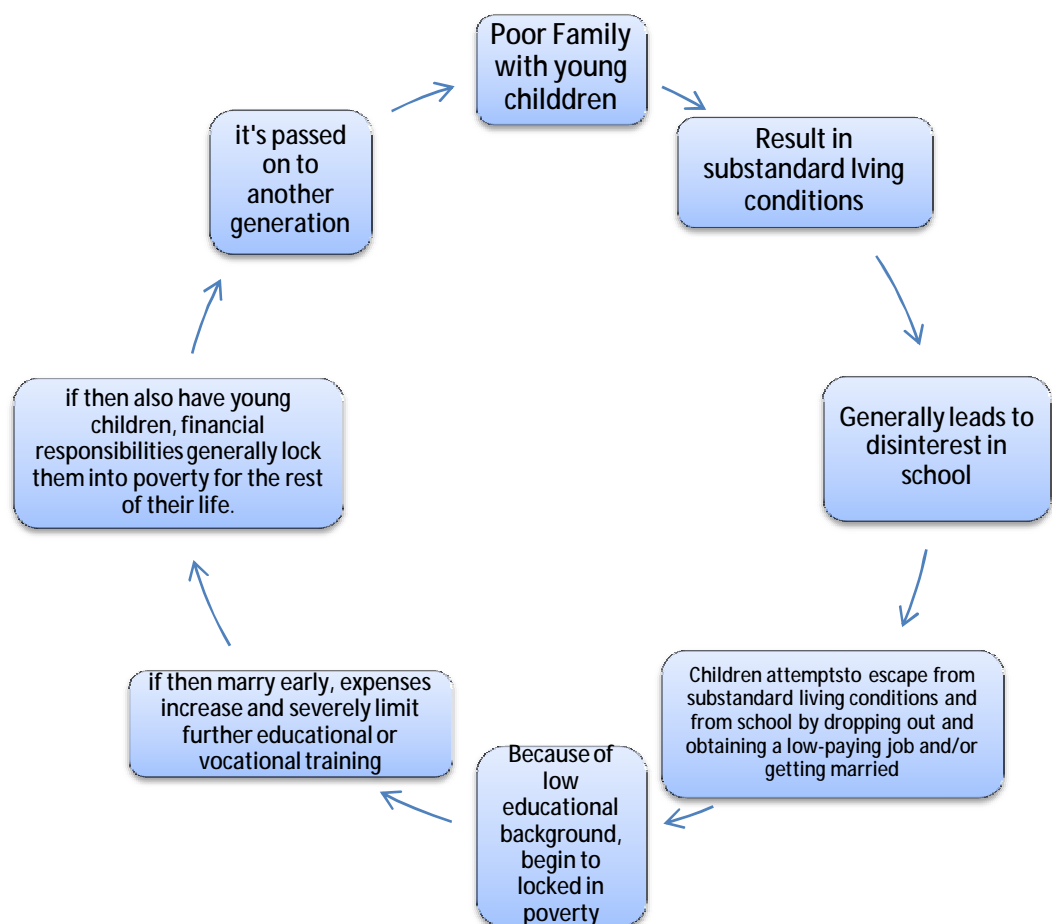 Poor Family
with young
childdren
Result in
substandard lving
conditions
Generally leads to
disinterest in
school
Children attemptsto escape from
substandard living conditions and
from school by dropping out and
obtaining a low-paying job and/or
getting married
Because of
low
educational
background,
begin to
locked in
poverty
if then marry early, expenses
increase and severely limit
further educational or
vocational training
if then also have young
children, financial
responsibilities generally lock
them into poverty for the rest
of their life.
it's passed
on to
another
generation